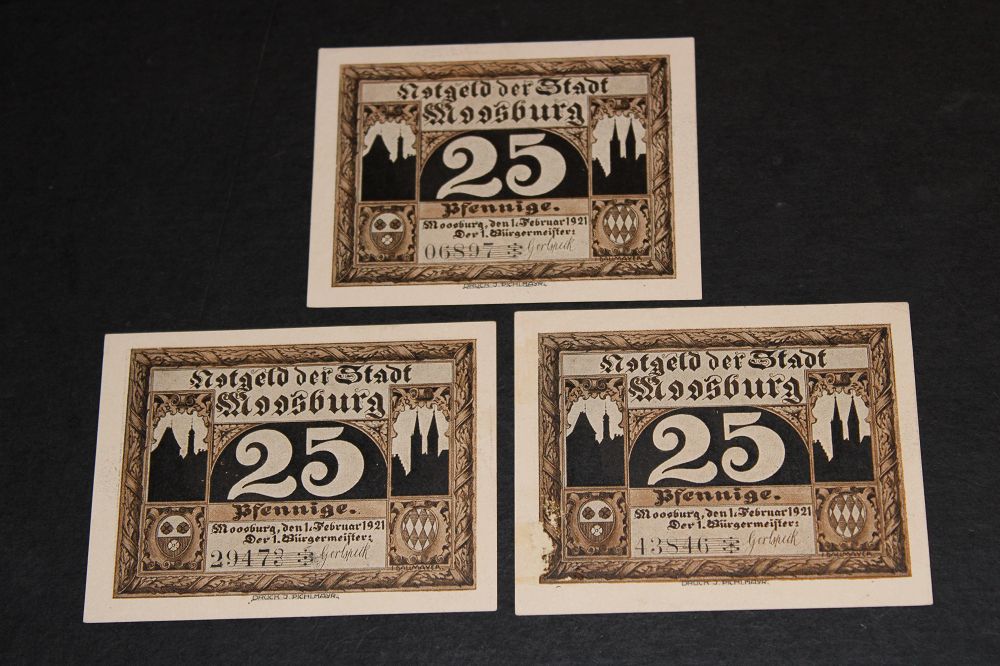 Notgeld der Stadt
Moosburg
25
Pfennige.
Moosburg, den 1. Februar 1921
Der 1. Bürgermeister:
06897
DRUCK J. PICHLMAYR.
Notgeld der Stadt
Moosburg
25
Pfennige.
Moosburg, den 1. Februar 1921
Der 1. Bürgermeister:
29473
DRUCK J. PICHLMAYR.
Notgeld der Stadt
Moosburg
25
Pfennige.
Moosburg, den 1. Februar 1921
Der 1. Bürgermeister:
43846
DRUCK J. PICHLMAYR.